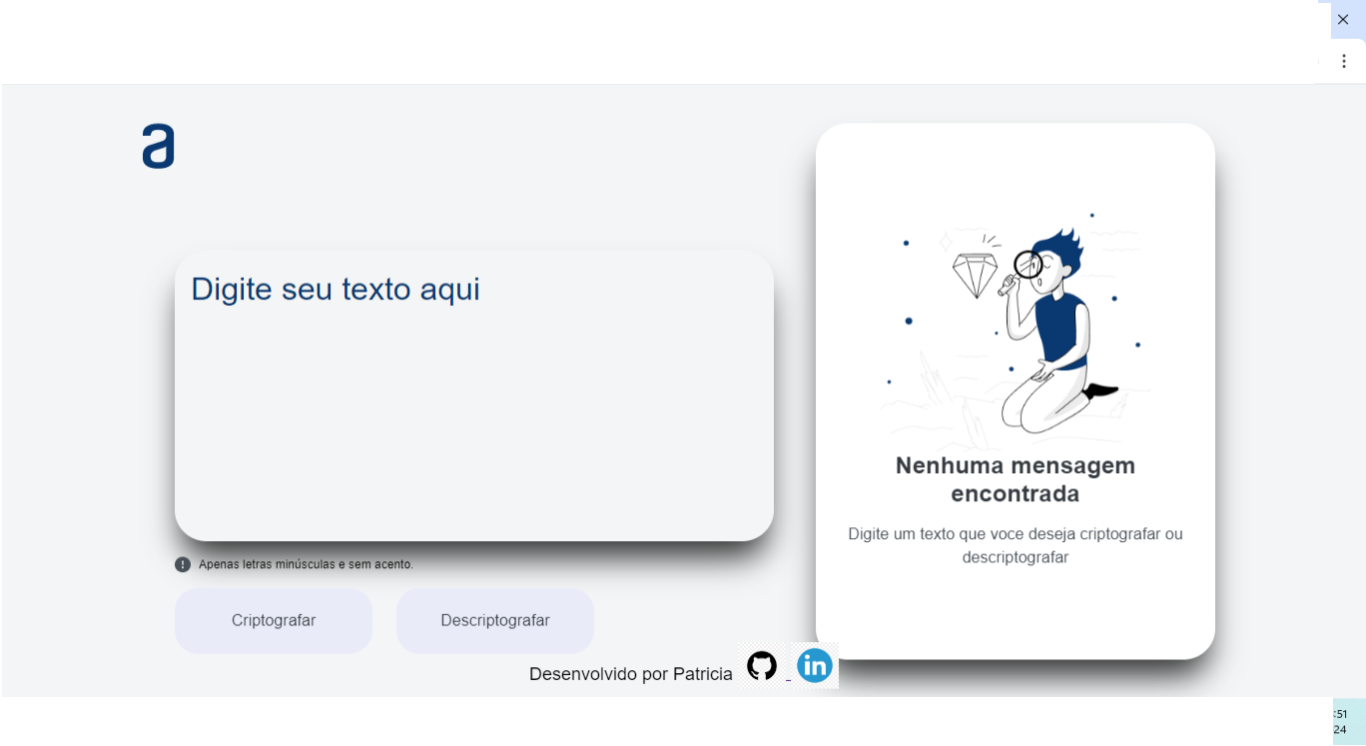 a
Digite seu texto aqui
Nenhuma mensagem
encontrada
Digite um texto que voce deseja criptografar ou
descriptografar
Apenas letras minúsculas e sem acento.
Criptografar
Descriptografar
Desenvolvido por Patricia
in
:51
24